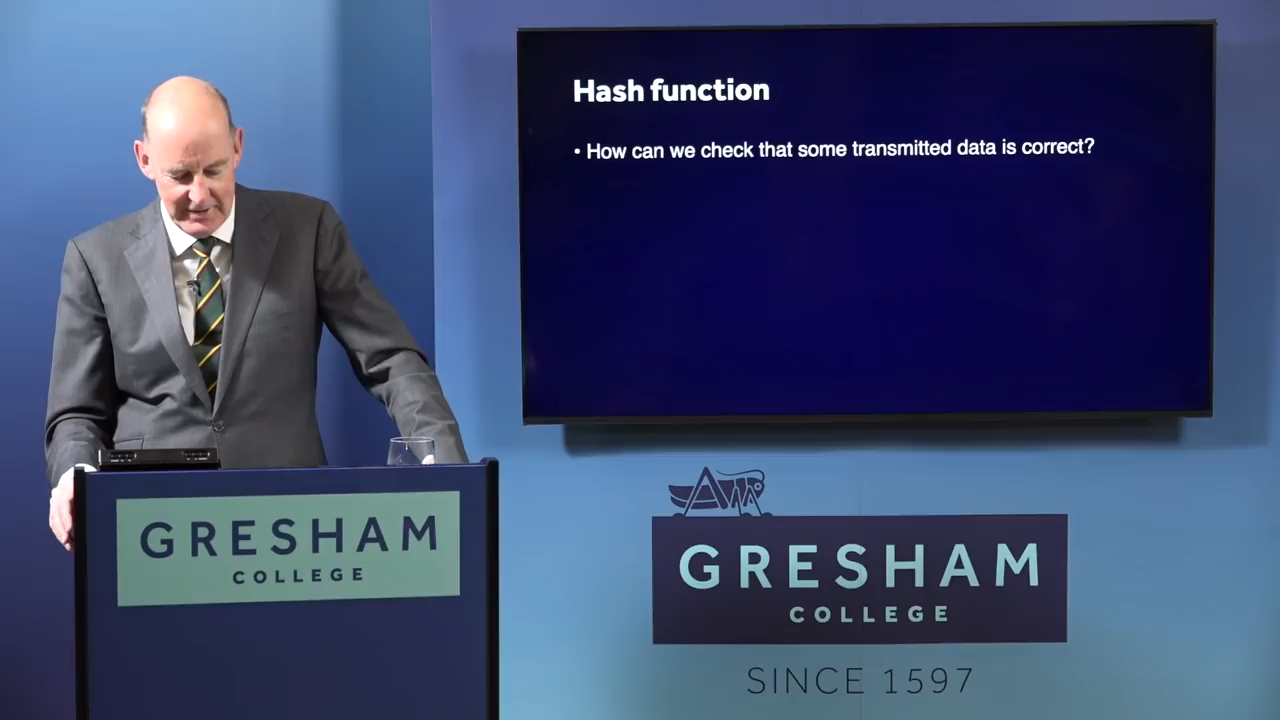 Hash function
• How can we check that some transmitted data is correct?
GRESHAM
COLLEGE
GRESHAM
COLLEGE
SINCE 1597